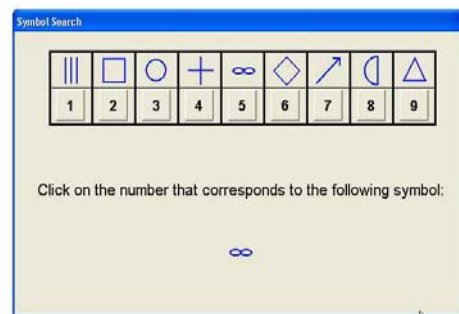 Symbol Search
1 2 3 4 5 6 7 8 9
Click on the number that corresponds to the following symbol: